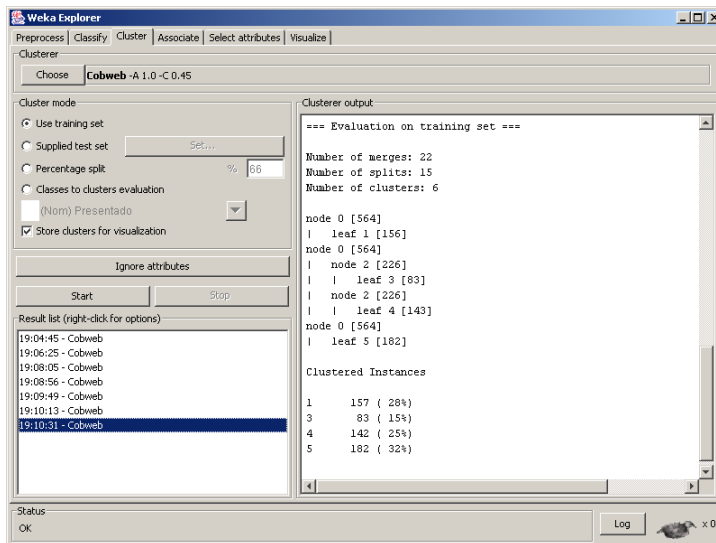 Weka Explorer
Preprocess Classify Cluster Associate Select attributes Visualize
Clusterer
Choose Cobweb -A 1.0 -C 0.45
Cluster mode
Use training set
Supplied test set Set...
Percentage split % 66
Classes to clusters evaluation
(Nom) Presentado
Store clusters for visualization
Ignore attributes
Start Stop
Result list (right-click for options)
19:04:45 - Cobweb
19:06:25 - Cobweb
19:08:05 - Cobweb
19:08:56 - Cobweb
19:09:49 - Cobweb
19:10:13 - Cobweb
19:10:31 - Cobweb
Clusterer output
=== Evaluation on training set ===
Number of merges: 22
Number of splits: 15
Number of clusters: 6
node 0 [564]
| leaf 1 [156]
node 0 [564]
| node 2 [226]
| | leaf 3 [83]
| node 2 [226]
| | leaf 4 [143]
node 0 [564]
| leaf 5 [182]
Clustered Instances
1 157 ( 28%)
3 83 ( 15%)
4 142 ( 25%)
5 182 ( 32%)
Status
OK
Log x 0